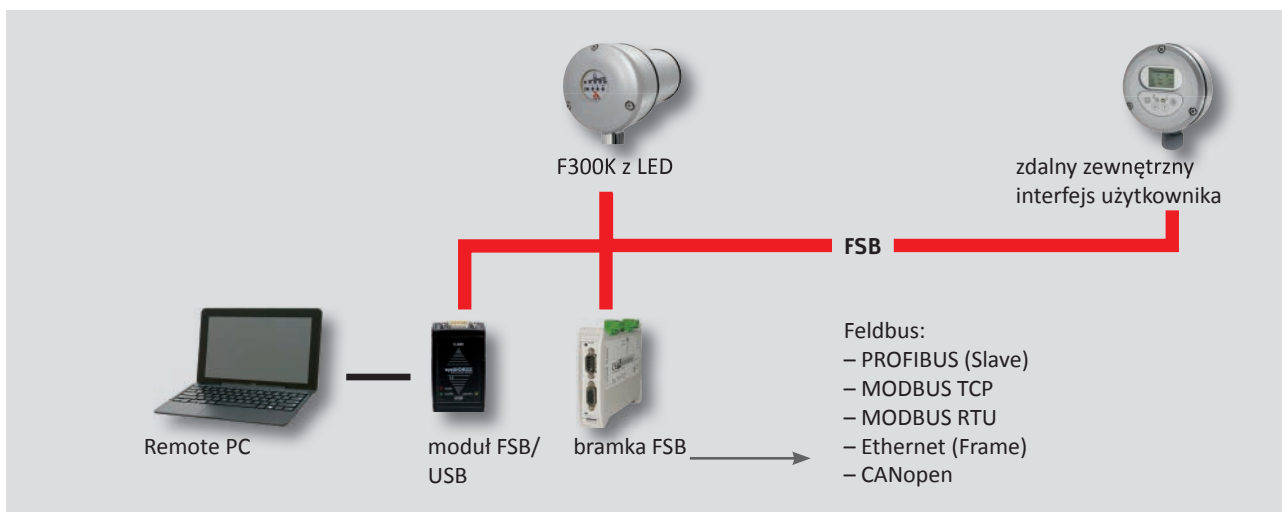 F300K z LED
zdalny zewnętrzny
interfejs użytkownika
FSB
Remote PC
moduł FSB/
USB
bramka FSB
Feldbus:
– PROFIBUS (Slave)
– MODBUS TCP
– MODBUS RTU
– Ethernet (Frame)
– CANopen